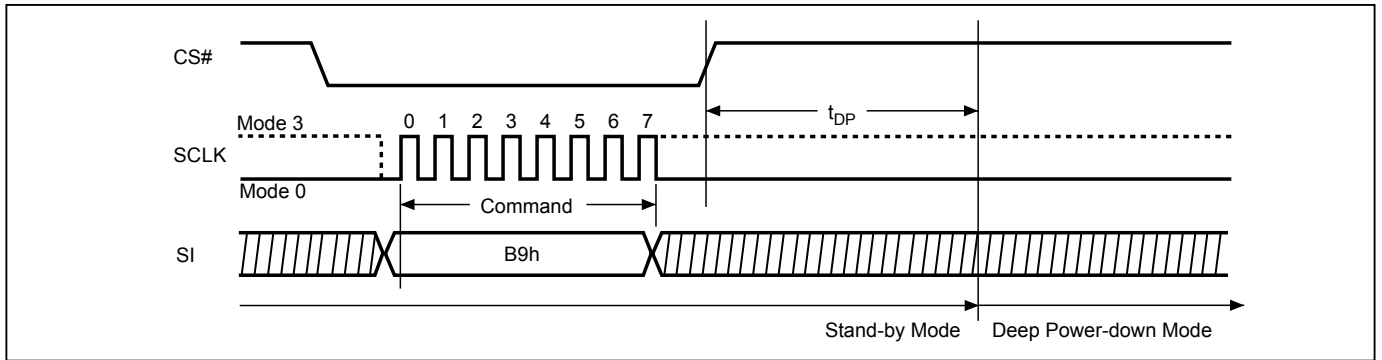 CS#
tDP
Mode 3
0 1 2 3 4 5 6 7
SCLK
Mode 0
Command
SI
B9h
Stand-by Mode
Deep Power-down Mode